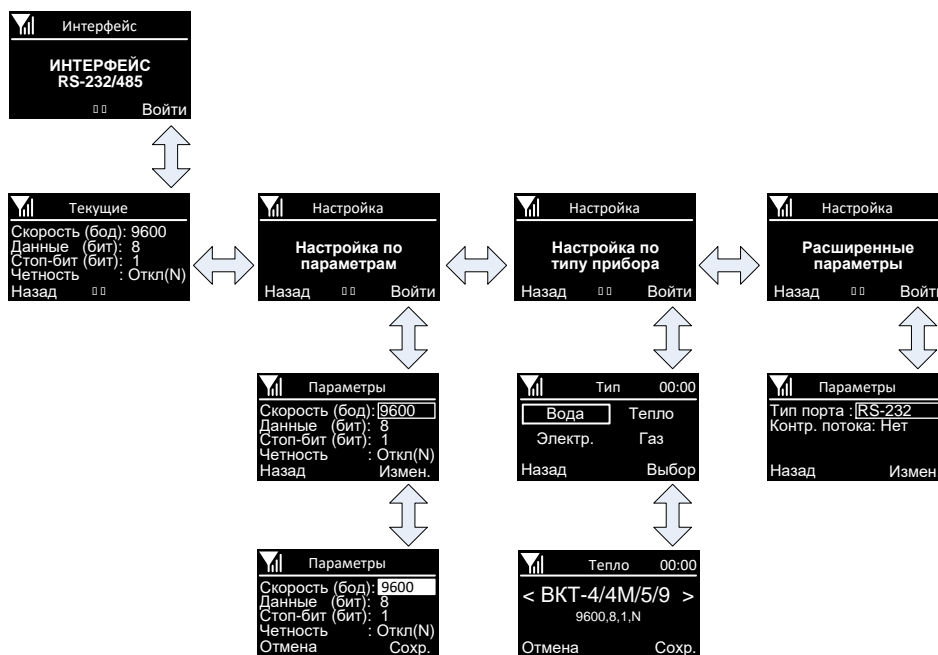 Интерфейс
ИНТЕРФЕЙС
RS-232/485
Войти
Текущие
Скорость (бод): 9600
Данные (бит): 8
Стоп-бит (бит): 1
Четность : Откл(N)
Назад
Настройка
Настройка по
параметрам
Назад Войти
Настройка
Настройка по
типу прибора
Назад Войти
Настройка
Расширенные
параметры
Назад Войти
Параметры
Скорость (бод): 9600
Данные (бит): 8
Стоп-бит (бит): 1
Четность : Откл(N)
Назад Измен.
Тип 00:00
Вода Тепло
Электр. Газ
Назад Выбор
Параметры
Тип порта : RS-232
Контр. потока: Нет
Назад Измен
Параметры
Скорость (бод): 9600
Данные (бит): 8
Стоп-бит (бит): 1
Четность : Откл(N)
Отмена Сохр.
Тепло 00:00
< ВКТ-4/4М/5/9 >
9600,8,1,N
Отмена Сохр.